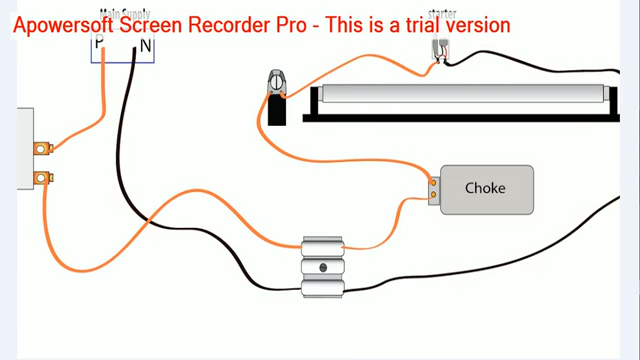 Main Supply
starter
Apowersoft Screen Recorder Pro - This is a trial version
P N
Choke